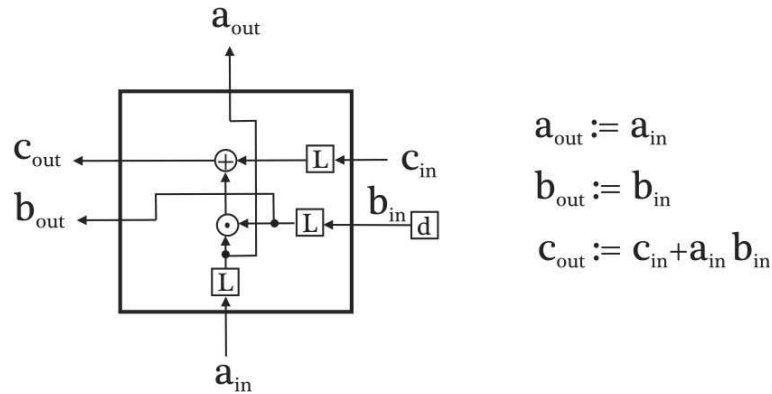 a_out
c_out
L
c_in
b_out
b_in
L
d
L
a_in
a_out := a_in
b_out := b_in
c_out := c_in+a_in b_in